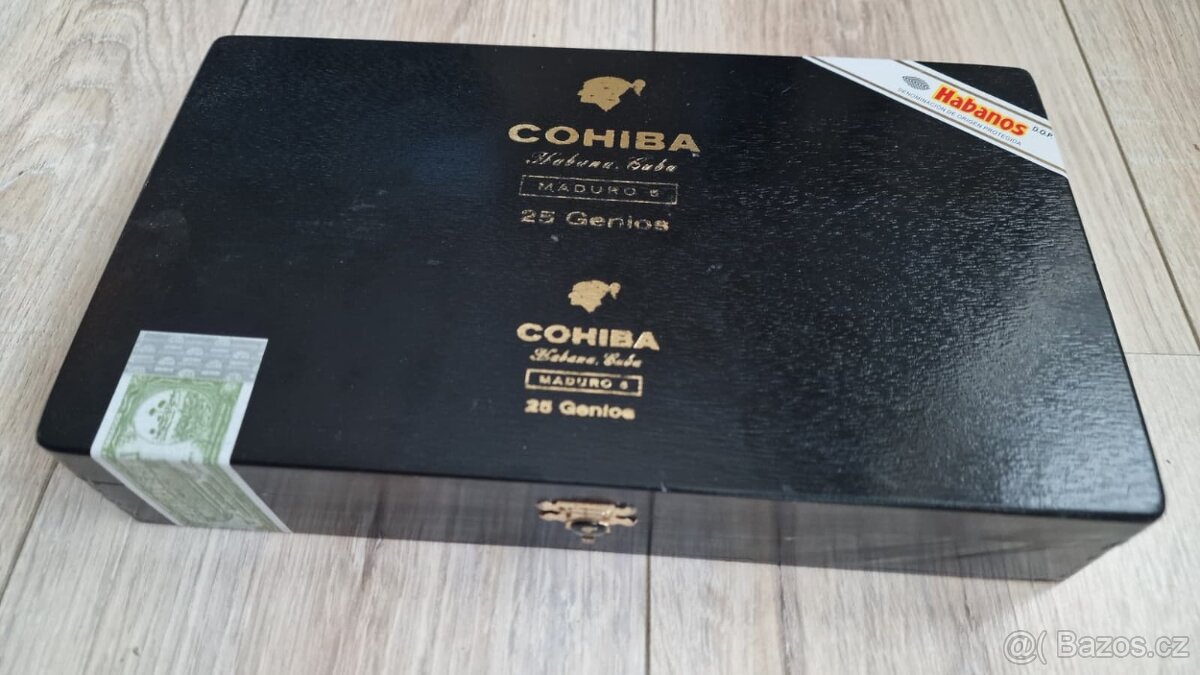 COHIBA
Habana, Cuba
MADURO 5
25 Genios
Habanos
D.O.P.
DENOMINACIÓN DE ORIGEN PROTEGIDA
COHIBA
Habana, Cuba
MADURO 5
25 Genios
@( Bazos.cz